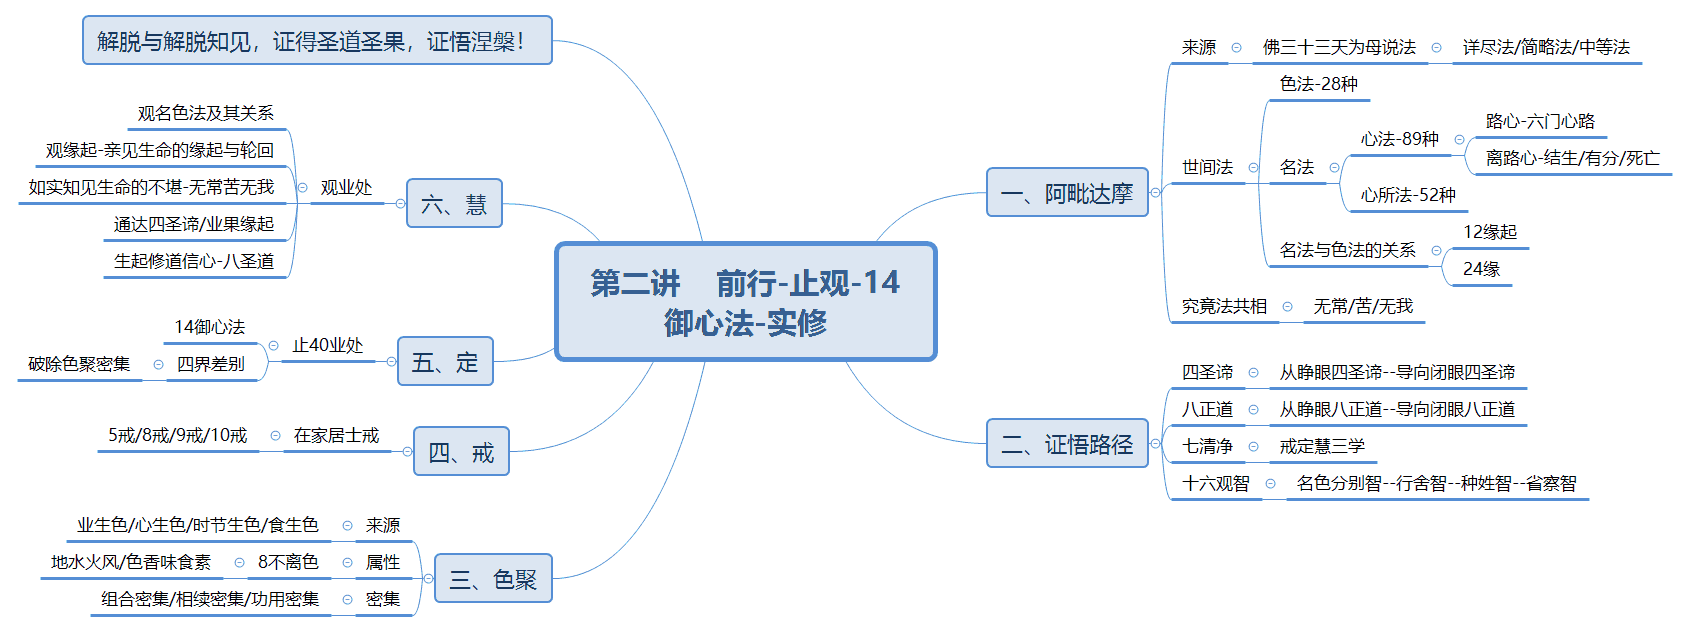 第二讲 前行-止观-14
御心法-实修
一、阿毗达摩
来源
佛三十三天为母说法
详尽法/简略法/中等法
世间法
色法-28种
名法
心法-89种
路心-六门心路
离路心-结生/有分/死亡
心所法-52种
名法与色法的关系
12缘起
24缘
究竟法共相
无常/苦/无我
二、证悟路径
四圣谛
从睁眼四圣谛--导向闭眼四圣谛
八正道
从睁眼八正道--导向闭眼八正道
七清净
戒定慧三学
十六观智
名色分别智--行舍智--种姓智--省察智
三、色聚
来源
业生色/心生色/时节生色/食生色
属性
8不离色
地水火风/色香味食素
密集
组合密集/相续密集/功用密集
四、戒
在家居士戒
5戒/8戒/9戒/10戒
五、定
止40业处
14御心法
四界差别
破除色聚密集
六、慧
观业处
观名色法及其关系
观缘起-亲见生命的缘起与轮回
如实知见生命的不堪-无常苦无我
通达四圣谛/业果缘起
生起修道信心-八圣道
解脱与解脱知见，证得圣道圣果，证悟涅槃！